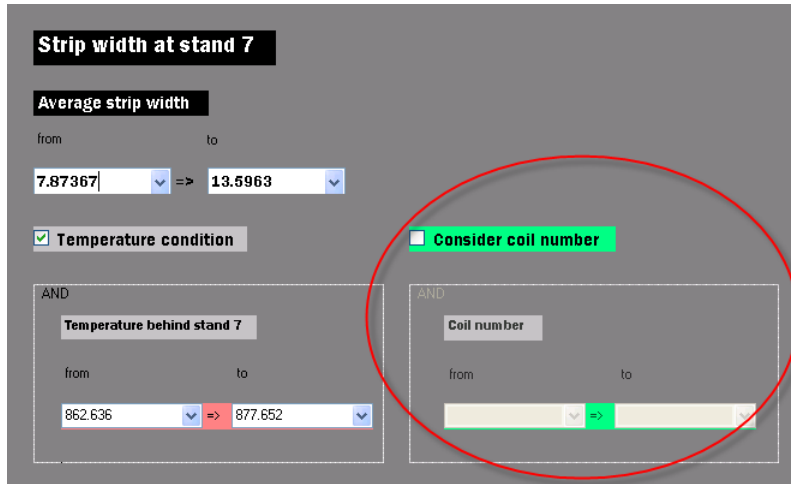 Strip width at stand 7
Average strip width
from to
7.87367 => 13.5963
Temperature condition
Consider coil number
AND
AND
Temperature behind stand 7
Coil number
from to
from to
862.636 => 877.652
=>